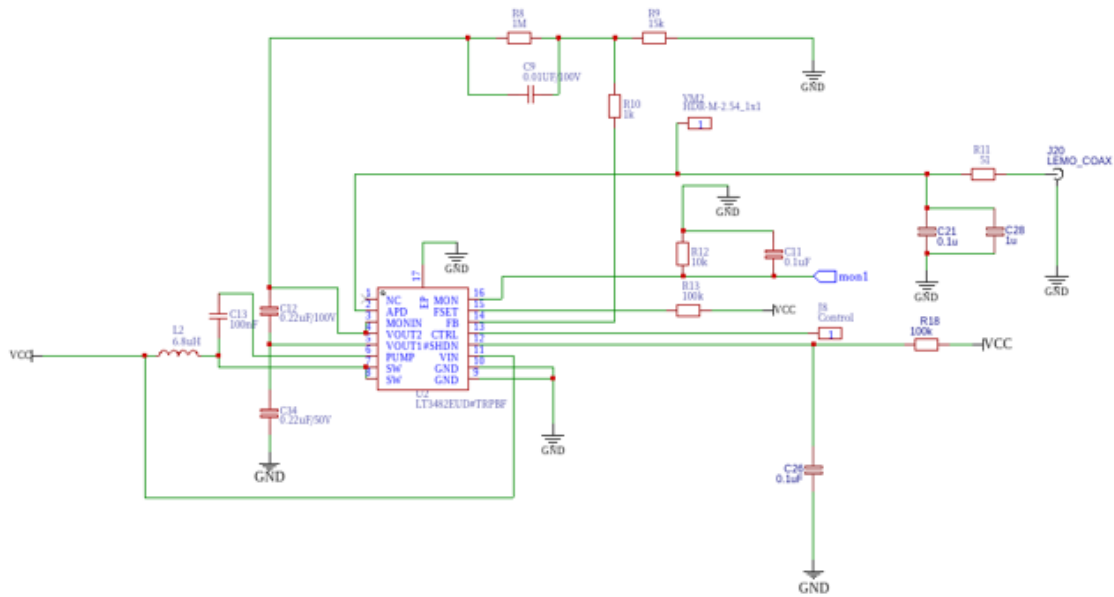 R8
1M
R9
15k
C9
0.01UF/100V
R10
1k
GND
VM2
HDR-M-2.54_1x1
1
R11
51
J20
LEMO_COAX
GND
C21
0.1u
C28
1u
GND
GND
R12
10k
C11
0.1uF
mon1
R13
100k
VCC
J8
Control
1
R18
100k
VCC
GND
17
EP
1 NC MON 16
2 APD FSET 15
3 MONIN FB 14
4 VOUT2 CTRL 13
5 VOUT1 #SHDN 12
6 PUMP VIN 11
7 SW GND 10
8 SW GND 9
U2
LT3482EUD#TRPBF
C12
0.22uF/100V
C13
100nF
L2
6.8uH
VCC
C34
0.22uF/50V
GND
GND
C26
0.1uF
GND